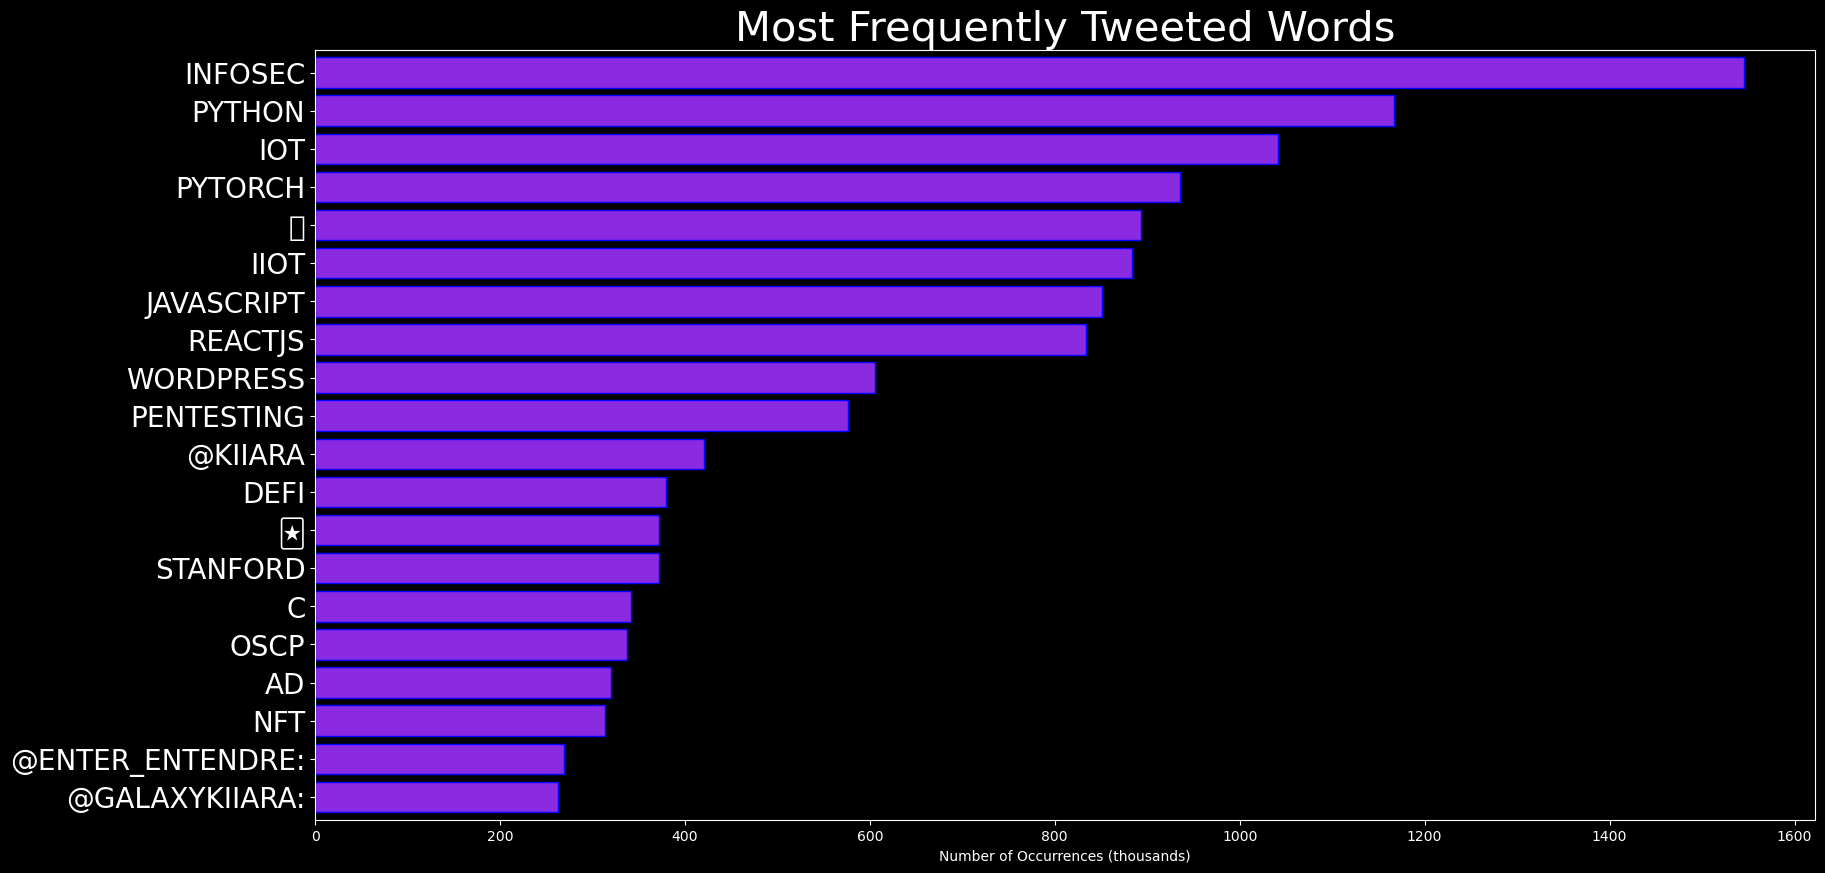 Most Frequently Tweeted Words
INFOSEC
PYTHON
IOT
PYTORCH
IIOT
JAVASCRIPT
REACTJS
WORDPRESS
PENTESTING
@KIIARA
DEFI
★
STANFORD
C
OSCP
AD
NFT
@ENTER_ENTENDRE:
@GALAXYKIIARA:
0 200 400 600 800 1000 1200 1400 1600
Number of Occurrences (thousands)